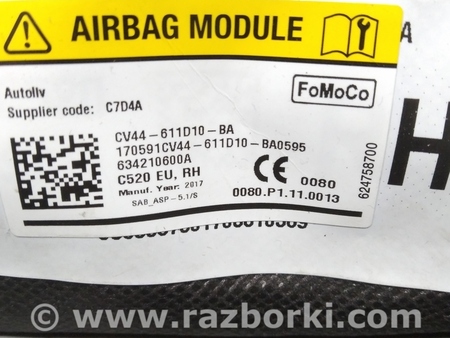 AIRBAG MODULE
A
Autoliv
Supplier code: C7D4A
FoMoCo
CV44-611D10-BA
170591CV44-611D10-BA0595
634210600A
C520 EU, RH
Manuf. Year: 2017
SAB_ASP-5.1/S
CE 0080
0080.P1.11.0013
624758700
H
www.razborki.com